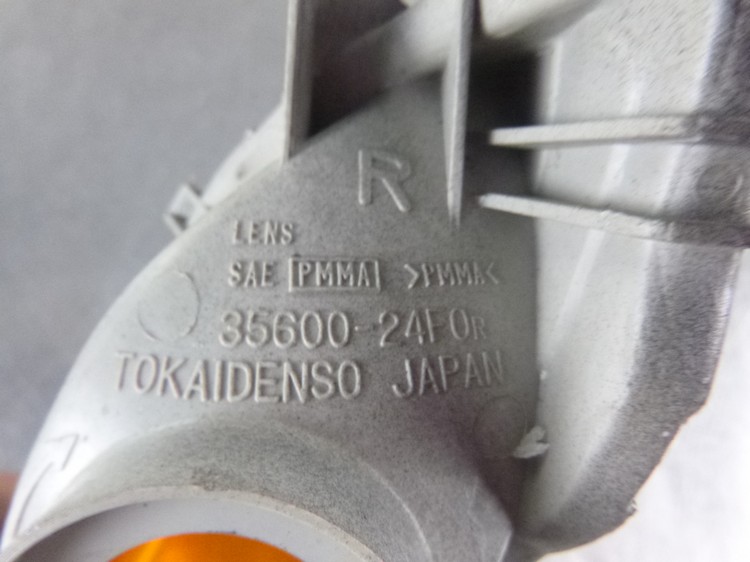 R
LENS
SAE PMMA >PMMA<
35600-24F0R
TOKAIDENSO JAPAN